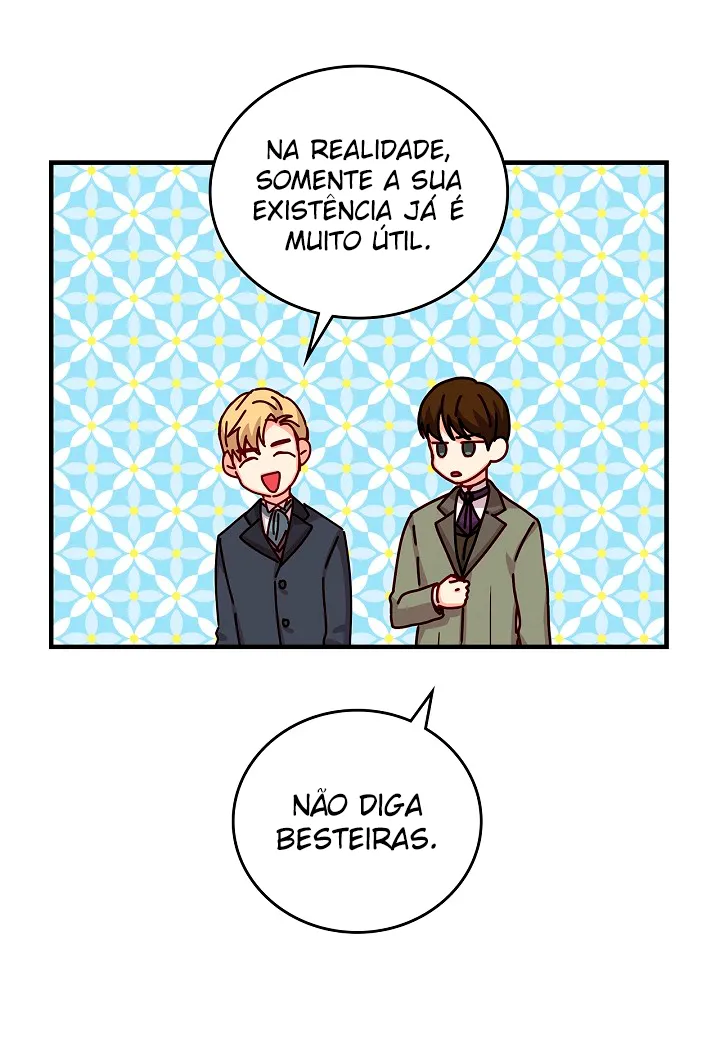 NA REALIDADE,
SOMENTE A SUA
EXISTÊNCIA JÁ É
MUITO ÚTIL.
NÃO DIGA
BESTEIRAS.